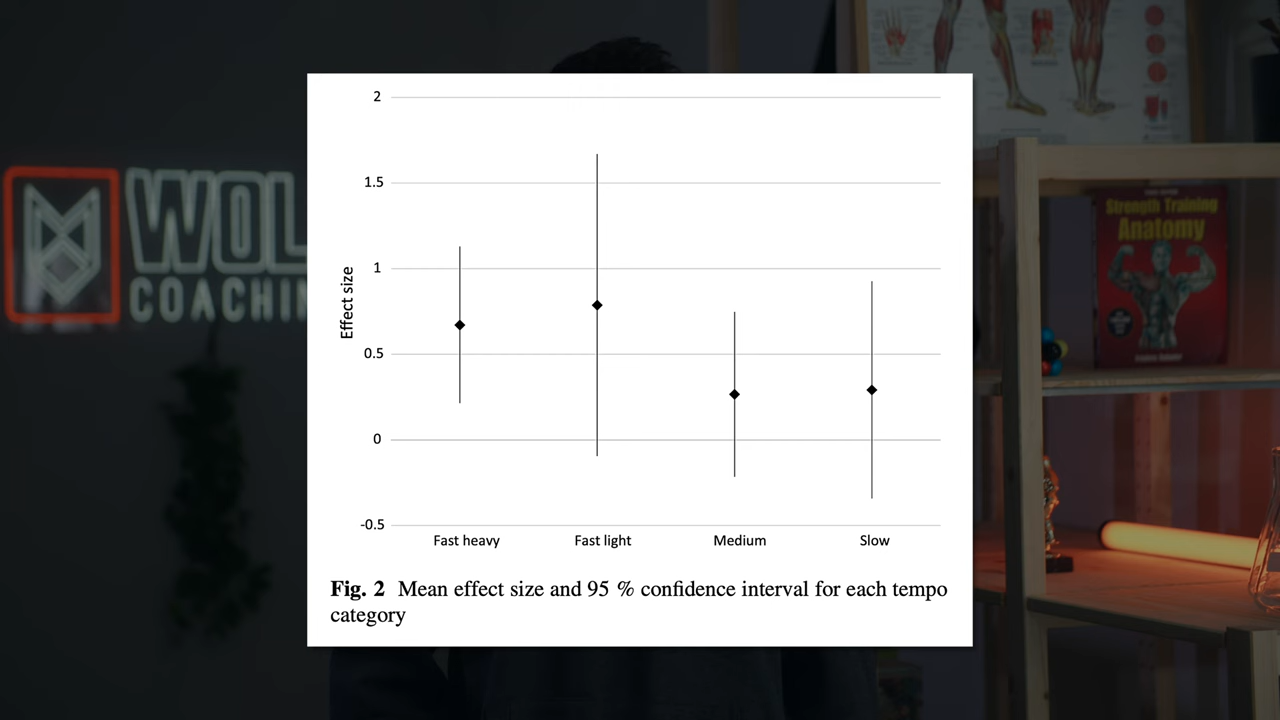 2
1.5
1
0.5
0
-0.5
Effect size
Fast heavy
Fast light
Medium
Slow
Fig. 2 Mean effect size and 95 % confidence interval for each tempo
category
WOL
COACHIN
Strength Training
Anatomy